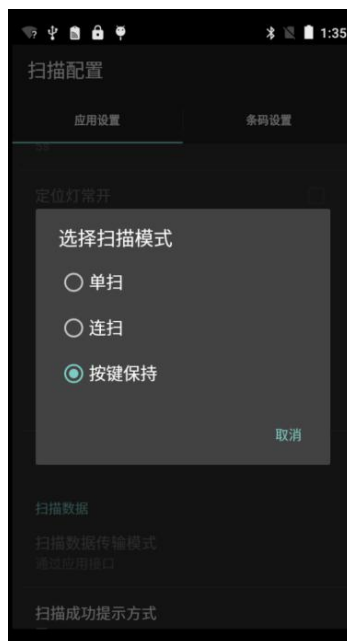 1:35
扫描配置
应用设置 条码设置
5s
定位灯常开
选择扫描模式
单扫
连扫
按键保持
取消
扫描数据
扫描数据传输模式
通过应用接口
扫描成功提示方式